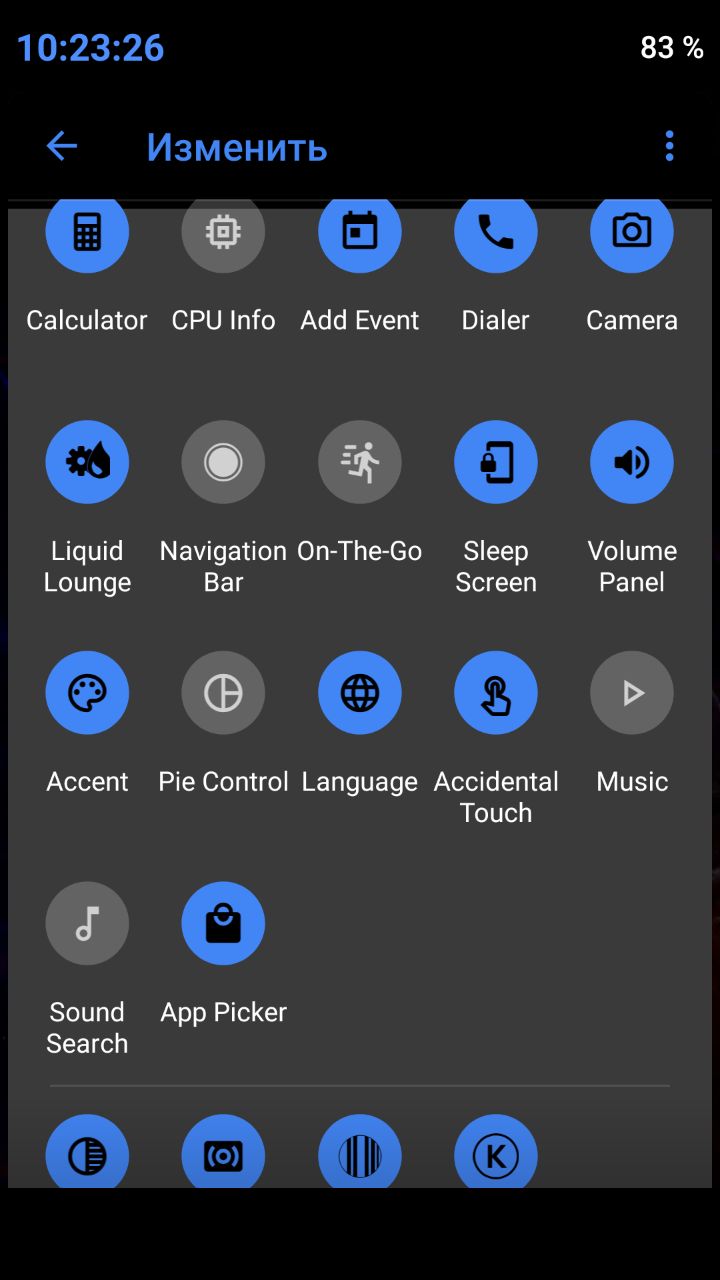 10:23:26 83 %
Изменить
Calculator CPU Info Add Event Dialer Camera
Liquid Navigation On-The-Go Sleep Volume
Lounge Bar Screen Panel
Accent Pie Control Language Accidental Music
Touch
Sound App Picker
Search
K